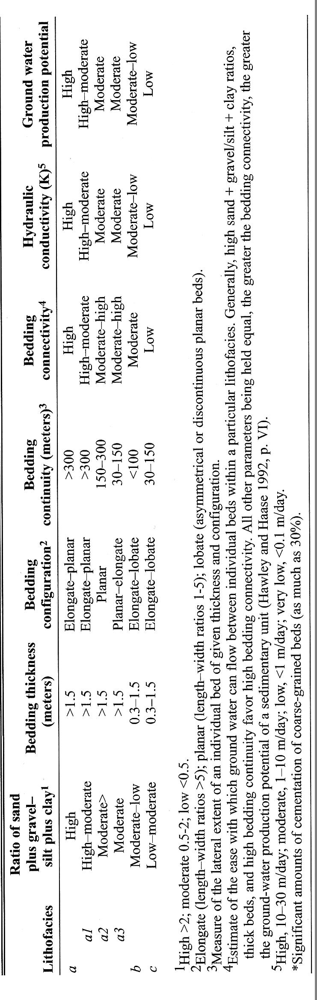 Lithofacies | Ratio of sand plus gravel–silt plus clay¹ | Bedding thickness (meters) | Bedding configuration² | Bedding continuity (meters)³ | Bedding connectivity⁴ | Hydraulic conductivity (K)⁵ | Ground water production potential
a | High | >1.5 | Elongate–planar | >300 | High | High | High
a1 | High–moderate | >1.5 | Elongate–planar | >300 | High–moderate | High–moderate | High–moderate
a2 | Moderate> | >1.5 | Planar | 150–300 | Moderate–high | Moderate | Moderate
a3 | Moderate | >1.5 | Planar–elongate | 30–150 | Moderate–high | Moderate | Moderate
b | Moderate–low | 0.3–1.5 | Elongate–lobate | <100 | Moderate | Moderate–low | Moderate–low
c | Low–moderate | 0.3–1.5 | Elongate–lobate | 30–150 | Low | Low | Low
¹High >2; moderate 0.5-2; low <0.5.
²Elongate (length–width ratios >5); planar (length–width ratios 1-5); lobate (asymmetrical or discontinuous planar beds).
³Measure of the lateral extent of an individual bed of given thickness and configuration.
⁴Estimate of the ease with which ground water can flow between individual beds within a particular lithofacies. Generally, high sand + gravel/silt + clay ratios,
thick beds, and high bedding continuity favor high bedding connectivity. All other parameters being held equal, the greater the bedding connectivity, the greater
the ground-water production potential of a sedimentary unit (Hawley and Haase 1992, p. VI).
⁵High, 10–30 m/day; moderate, 1–10 m/day; low, <1 m/day; very low, <0.1 m/day.
*Significant amounts of cementation of coarse-grained beds (as much as 30%).